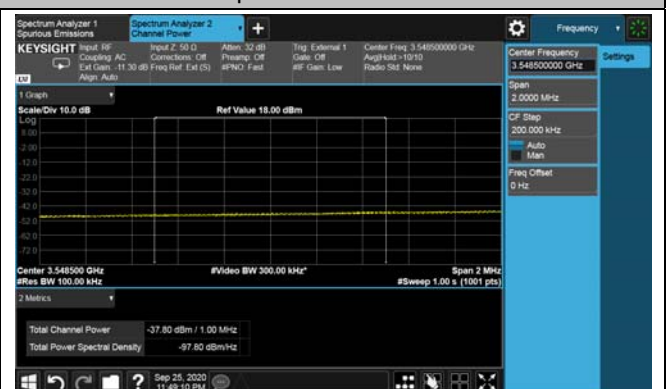 Spectrum Analyzer 1
Spurious Emissions
Spectrum Analyzer 2
Channel Power
Frequency
KEYSIGHT
Input: RF
Coupling: AC
Ext Gain: -11.30 dB
Align: Auto
Input Z: 50 Ω
Corrections: Off
Freq Ref: Ext (S)
Atten: 32 dB
Preamp: Off
#PNO: Fast
Trig: External 1
Gate: Off
#IF Gain: Low
Center Freq: 3.548500000 GHz
Avg|Hold:>10/10
Radio Std: None
LXI
1 Graph
Scale/Div 10.0 dB
Ref Value 18.00 dBm
Log
8.00
-2.00
-12.0
-22.0
-32.0
-42.0
-52.0
-62.0
-72.0
Center 3.548500 GHz
#Video BW 300.00 kHz*
Span 2 MHz
#Res BW 100.00 kHz
#Sweep 1.00 s (1001 pts)
2 Metrics
Total Channel Power
-37.80 dBm / 1.00 MHz
Total Power Spectral Density
-97.80 dBm/Hz
Sep 25, 2020
11:49:10 PM
Center Frequency
3.548500000 GHz
Settings
Span
2.0000 MHz
CF Step
200.000 kHz
Auto
Man
Freq Offset
0 Hz